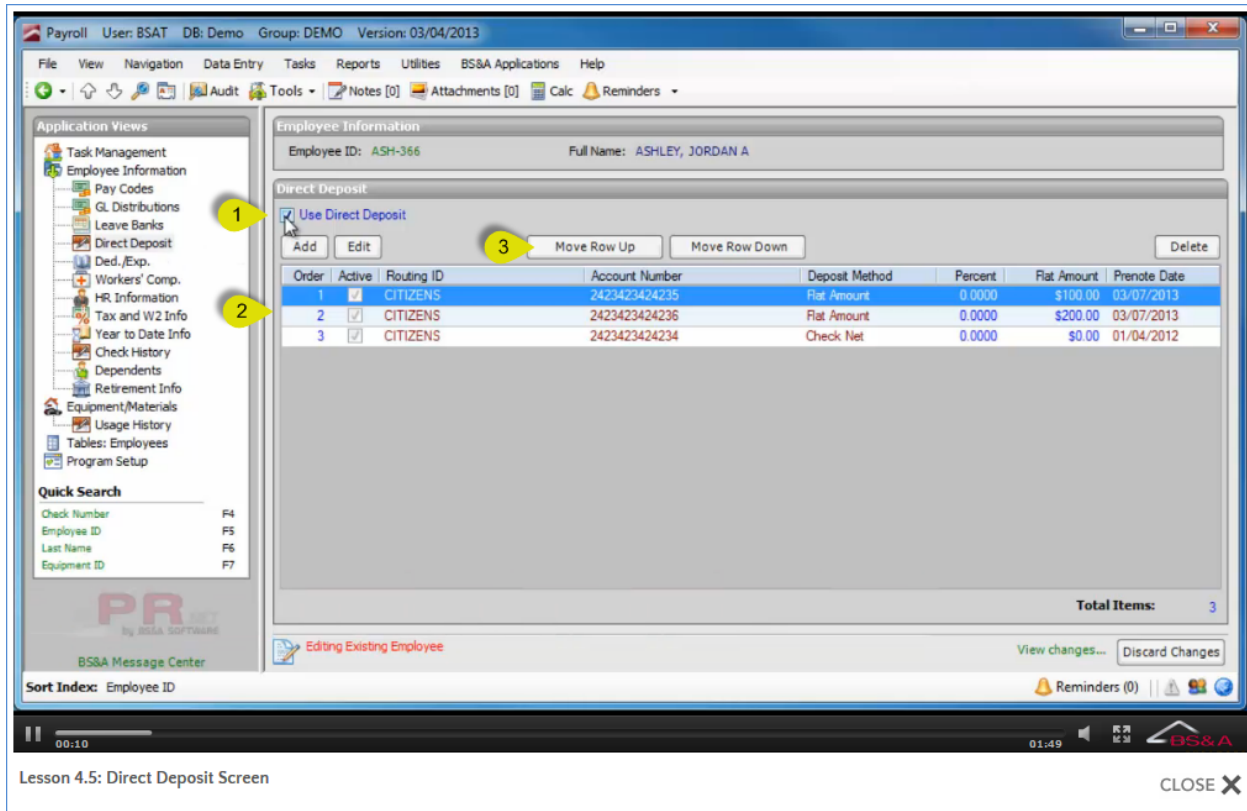 Payroll User: BSAT DB: Demo Group: DEMO Version: 03/04/2013
File View Navigation Data Entry Tasks Reports Utilities BS&A Applications Help
Audit Tools Notes [0] Attachments [0] Calc Reminders
Application Views
Task Management
Employee Information
Pay Codes
GL Distributions
Leave Banks
Direct Deposit
Ded./Exp.
Workers' Comp.
HR Information
Tax and W2 Info
Year to Date Info
Check History
Dependents
Retirement Info
Equipment/Materials
Usage History
Tables: Employees
Program Setup
Quick Search
Check Number F4
Employee ID F5
Last Name F6
Equipment ID F7
PR.NET
by BS&A SOFTWARE
BS&A Message Center
Employee Information
Employee ID: ASH-366 Full Name: ASHLEY, JORDAN A
Direct Deposit
1 Use Direct Deposit
Add Edit 3 Move Row Up Move Row Down Delete
Order Active Routing ID Account Number Deposit Method Percent Flat Amount Prenote Date
1 CITIZENS 2423423424235 Flat Amount 0.0000 $100.00 03/07/2013
2
2 CITIZENS 2423423424236 Flat Amount 0.0000 $200.00 03/07/2013
3 CITIZENS 2423423424234 Check Net 0.0000 $0.00 01/04/2012
Total Items: 3
Editing Existing Employee View changes... Discard Changes
Sort Index: Employee ID Reminders (0)
00:10 01:49 BS&A
Lesson 4.5: Direct Deposit Screen
CLOSE X